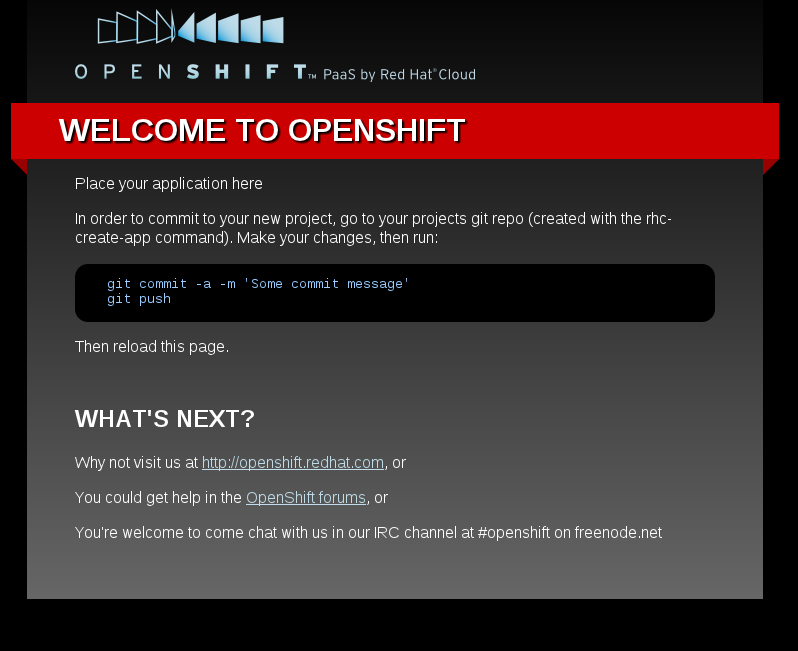 OPENSHIFT™ PaaS by Red Hat® Cloud
WELCOME TO OPENSHIFT
Place your application here
In order to commit to your new project, go to your projects git repo (created with the rhc-
create-app command). Make your changes, then run:
git commit -a -m 'Some commit message'
git push
Then reload this page.
WHAT'S NEXT?
Why not visit us at http://openshift.redhat.com, or
You could get help in the OpenShift forums, or
You're welcome to come chat with us in our IRC channel at #openshift on freenode.net